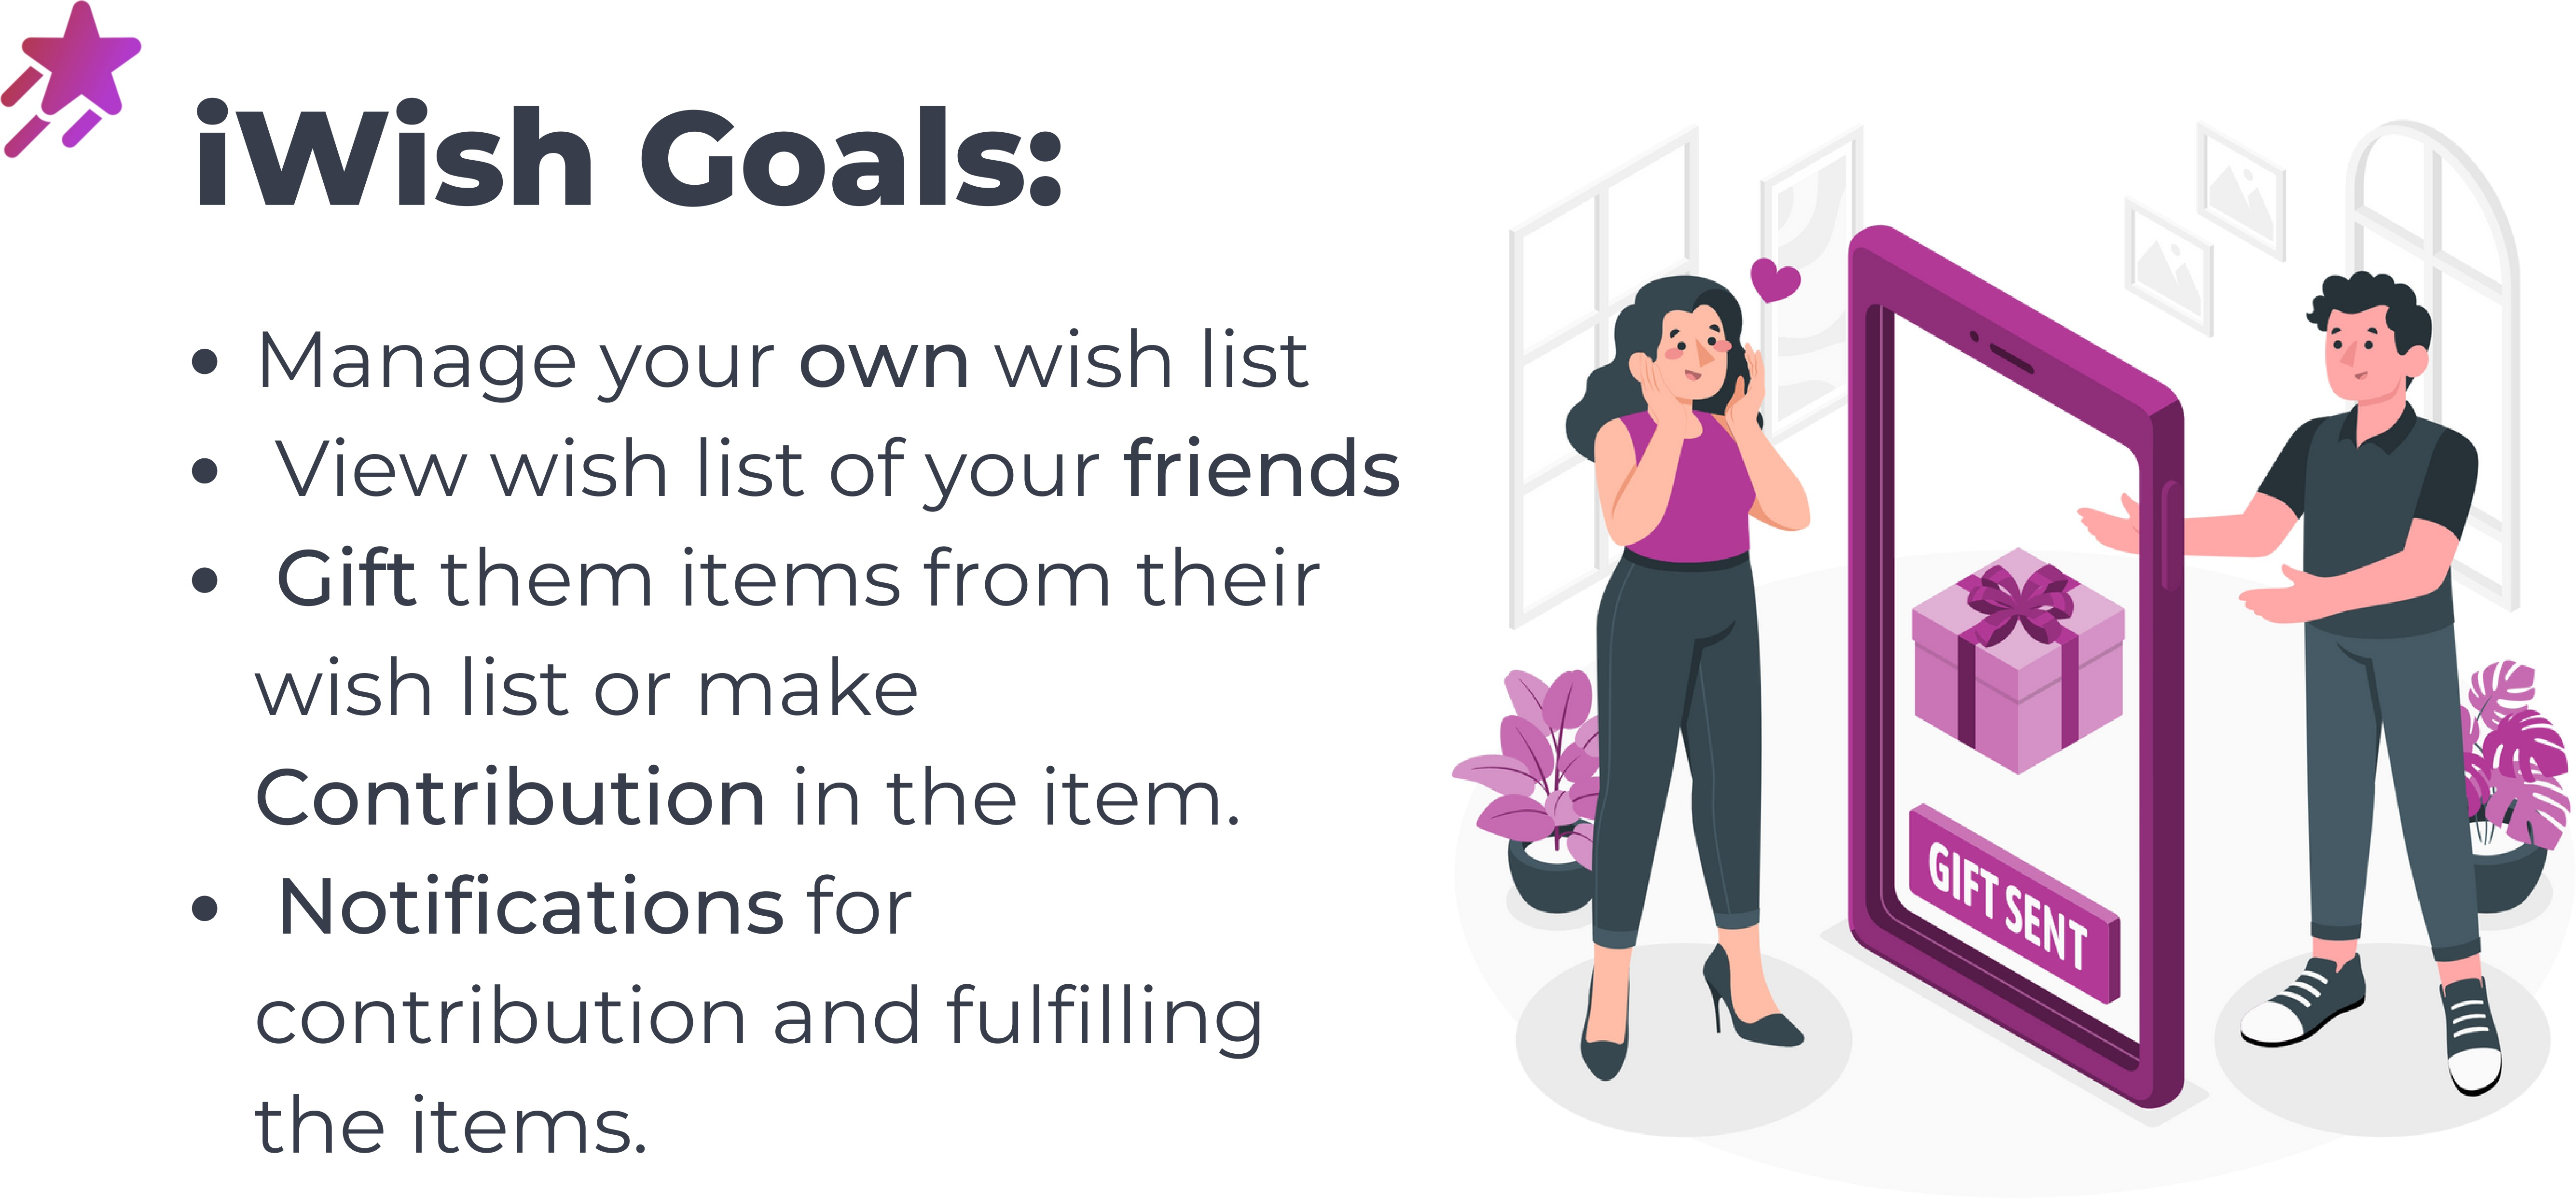 iWish Goals:
• Manage your own wish list
• View wish list of your friends
• Gift them items from their
wish list or make
Contribution in the item.
• Notifications for
contribution and fulfilling
the items.
GIFT SENT